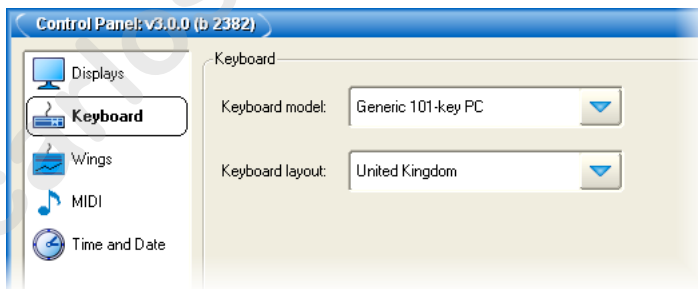 Control Panel: v3.0.0 (b 2382)
Displays
Keyboard
Wings
MIDI
Time and Date
Keyboard
Keyboard model: Generic 101-key PC
Keyboard layout: United Kingdom
Carlos